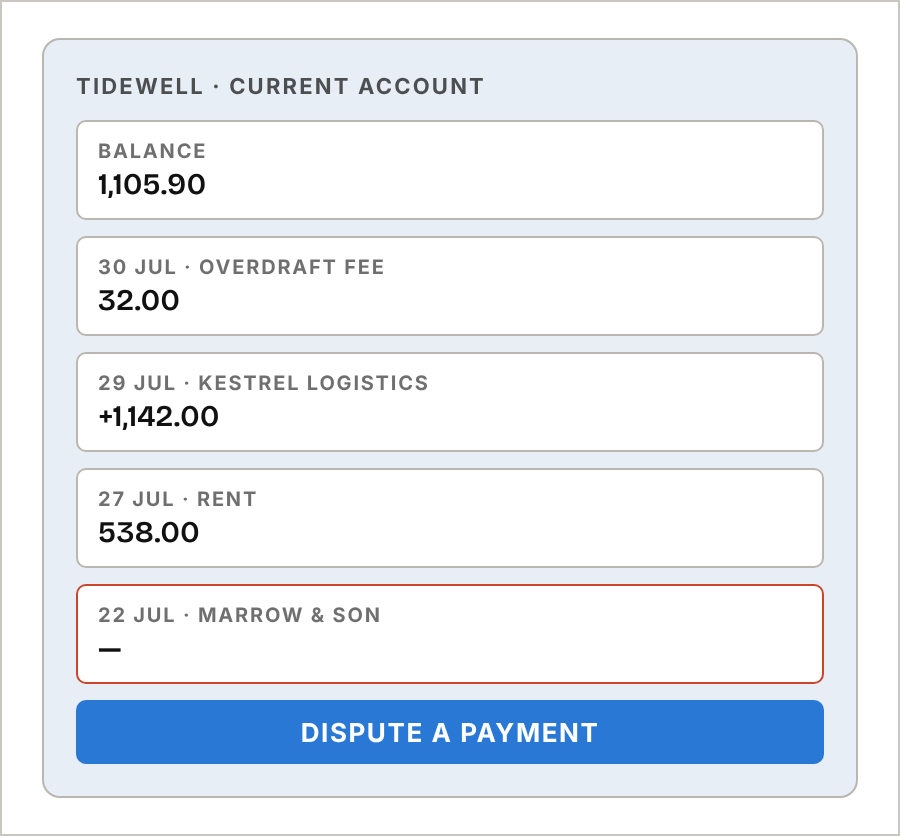 TIDEWELL · CURRENT ACCOUNT
BALANCE
1,105.90
30 JUL · OVERDRAFT FEE
32.00
29 JUL · KESTREL LOGISTICS
+1,142.00
27 JUL · RENT
538.00
22 JUL · MARROW & SON
—
DISPUTE A PAYMENT